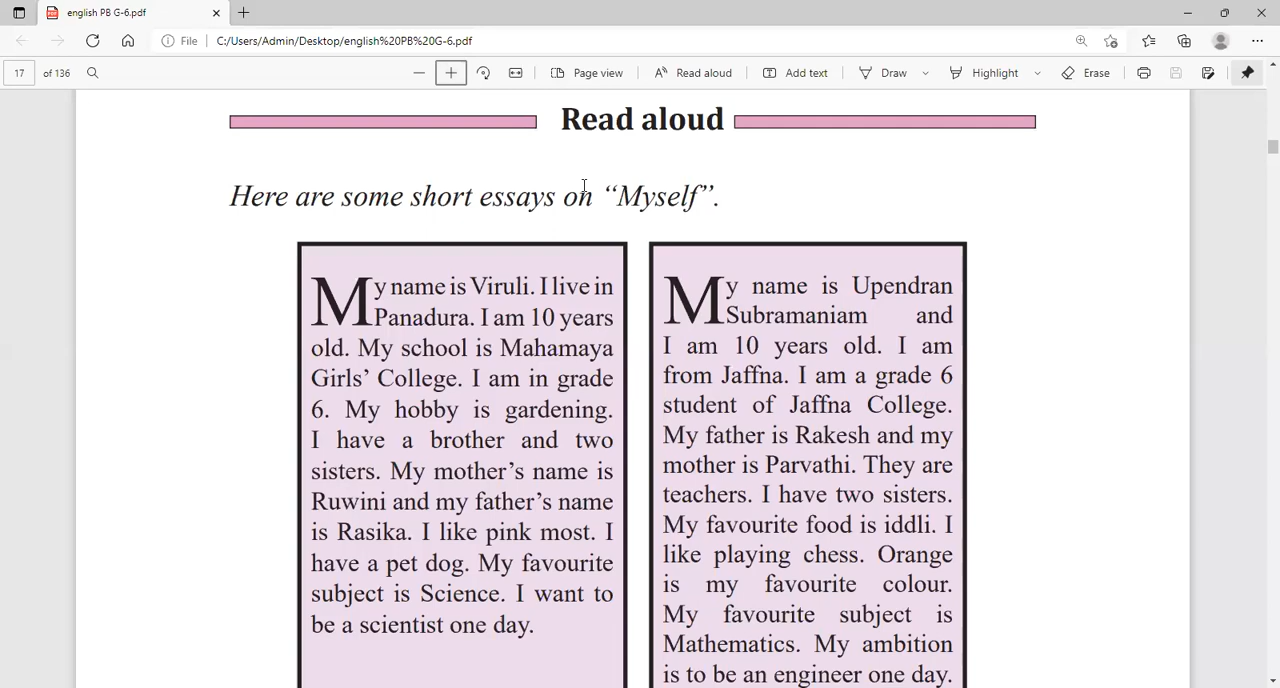 english PB G-6.pdf
File
C:/Users/Admin/Desktop/english%20PB%20G-6.pdf
17 of 136
Page view
Read aloud
Add text
Draw
Highlight
Erase
Read aloud
Here are some short essays on “Myself”.
My name is Viruli. I live in
Panadura. I am 10 years
old. My school is Mahamaya
Girls’ College. I am in grade
6. My hobby is gardening.
I have a brother and two
sisters. My mother’s name is
Ruwini and my father’s name
is Rasika. I like pink most. I
have a pet dog. My favourite
subject is Science. I want to
be a scientist one day.
My name is Upendran
Subramaniam and
I am 10 years old. I am
from Jaffna. I am a grade 6
student of Jaffna College.
My father is Rakesh and my
mother is Parvathi. They are
teachers. I have two sisters.
My favourite food is iddli. I
like playing chess. Orange
is my favourite colour.
My favourite subject is
Mathematics. My ambition
is to be an engineer one day.